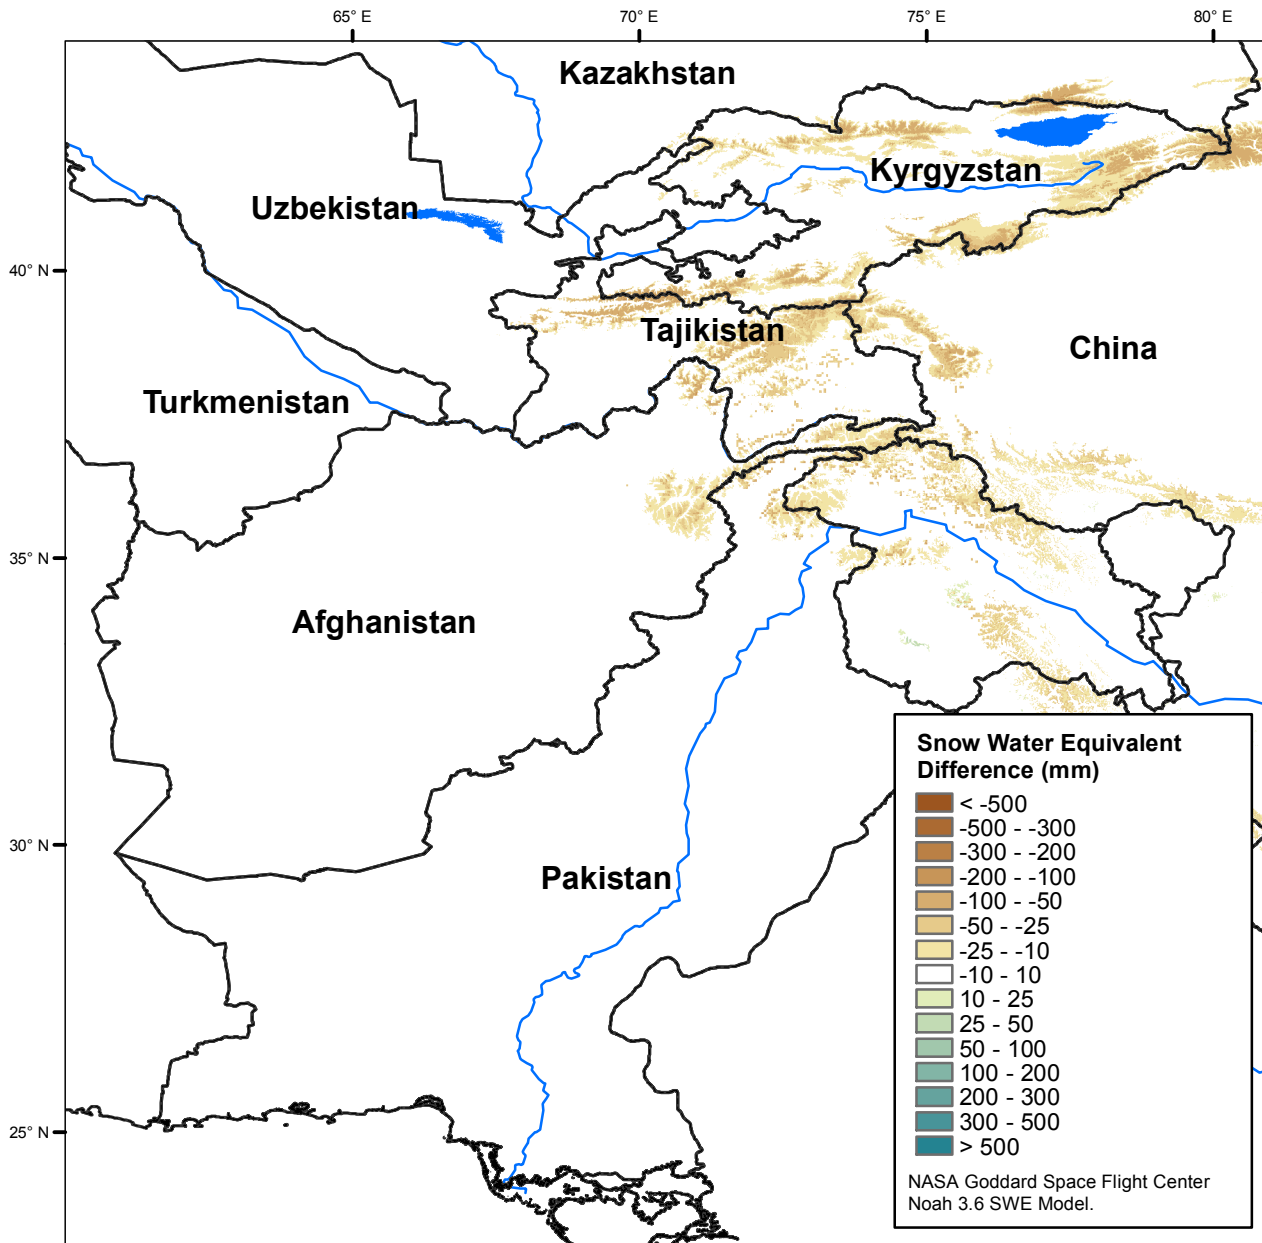 65° E
70° E
75° E
80° E
Kazakhstan
Kyrgyzstan
Uzbekistan
40° N
Tajikistan
China
Turkmenistan
35° N
Afghanistan
Snow Water Equivalent
Difference (mm)
< -500
-500 - -300
-300 - -200
-200 - -100
-100 - -50
-50 - -25
-25 - -10
-10 - 10
10 - 25
25 - 50
50 - 100
100 - 200
200 - 300
300 - 500
> 500
NASA Goddard Space Flight Center
Noah 3.6 SWE Model.
30° N
Pakistan
25° N